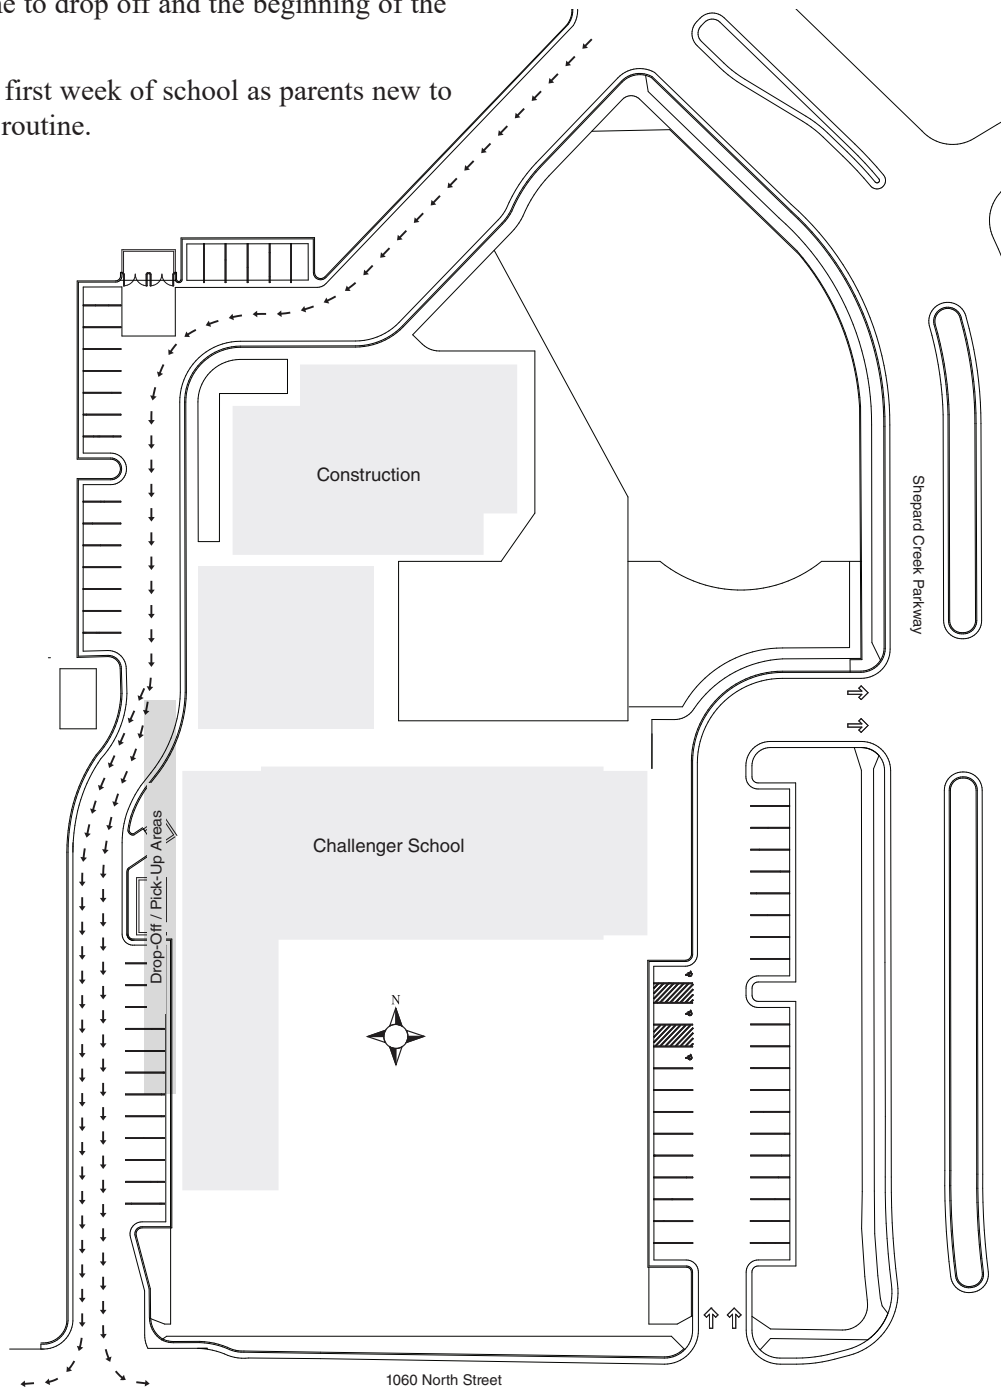 ne to drop off and the beginning of the
first week of school as parents new to
routine.
Construction
Shepard Creek Parkway
Challenger School
Drop-Off / Pick-Up Areas
N
1060 North Street